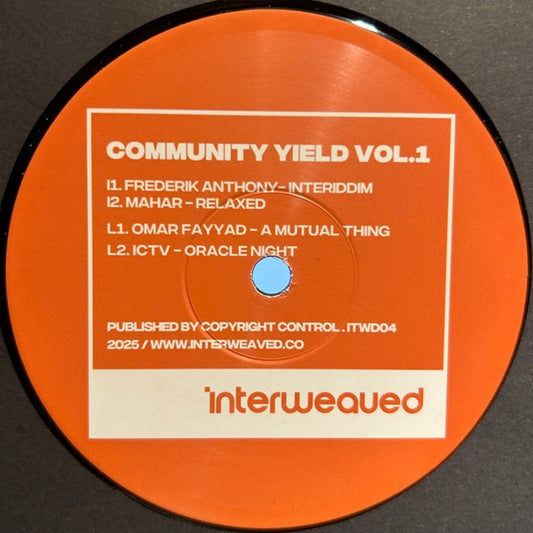 COMMUNITY YIELD VOL.1
I1. FREDERIK ANTHONY- INTERIDDIM
I2. MAHAR - RELAXED
L1. OMAR FAYYAD - A MUTUAL THING
L2. ICTV - ORACLE NIGHT
PUBLISHED BY COPYRIGHT CONTROL . ITWD04
2025 / WWW.INTERWEAVED.CO
interweaved